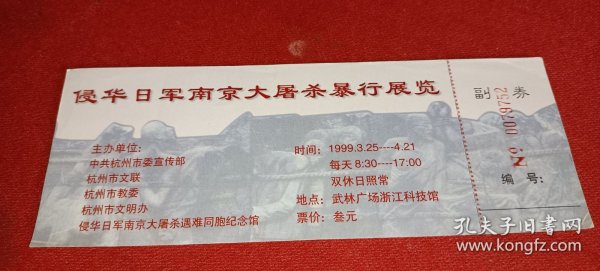 侵华日军南京大屠杀暴行展览
主办单位:
中共杭州市委宣传部
杭州市文联
杭州市教委
杭州市文明办
侵华日军南京大屠杀遇难同胞纪念馆
时间: 1999.3.25----4.21
每天 8:30----17:00
双休日照常
地点: 武林广场浙江科技馆
票价: 叁元
副 券
No 0079752
编 号:
孔夫子旧书网
www.kongfz.com